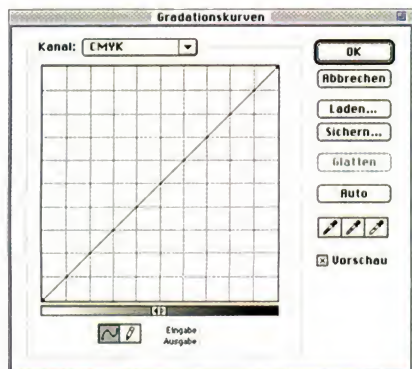 Gradationskurven
Kanal: CMYK
OK
Abbrechen
Laden...
Sichern...
Glätten
Auto
Vorschau
Eingabe
Ausgabe